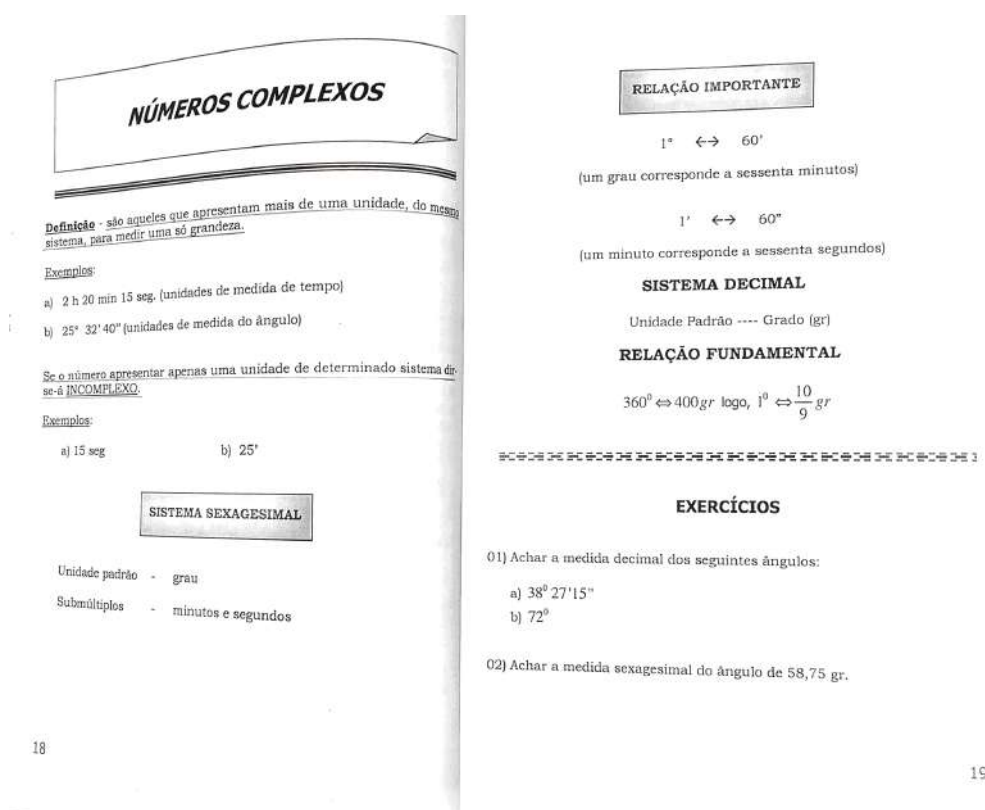 NÚMEROS COMPLEXOS
Definição - são aqueles que apresentam mais de uma unidade, do mesmo
sistema, para medir uma só grandeza.
Exemplos:
a) 2 h 20 min 15 seg. (unidades de medida de tempo)
b) 25° 32' 40" (unidades de medida do ângulo)
Se o número apresentar apenas uma unidade de determinado sistema dir-
se-á INCOMPLEXO.
Exemplos:
a) 15 seg b) 25'
SISTEMA SEXAGESIMAL
Unidade padrão - grau
Submúltiplos - minutos e segundos
18
RELAÇÃO IMPORTANTE
1° ↔ 60'
(um grau corresponde a sessenta minutos)
1' ↔ 60"
(um minuto corresponde a sessenta segundos)
SISTEMA DECIMAL
Unidade Padrão ---- Grado (gr)
RELAÇÃO FUNDAMENTAL
360⁰ ⇔ 400gr logo, 1⁰ ⇔ 10/9 gr
EXERCÍCIOS
01) Achar a medida decimal dos seguintes ângulos:
a) 38⁰ 27'15"
b) 72⁰
02) Achar a medida sexagesimal do ângulo de 58,75 gr.
19